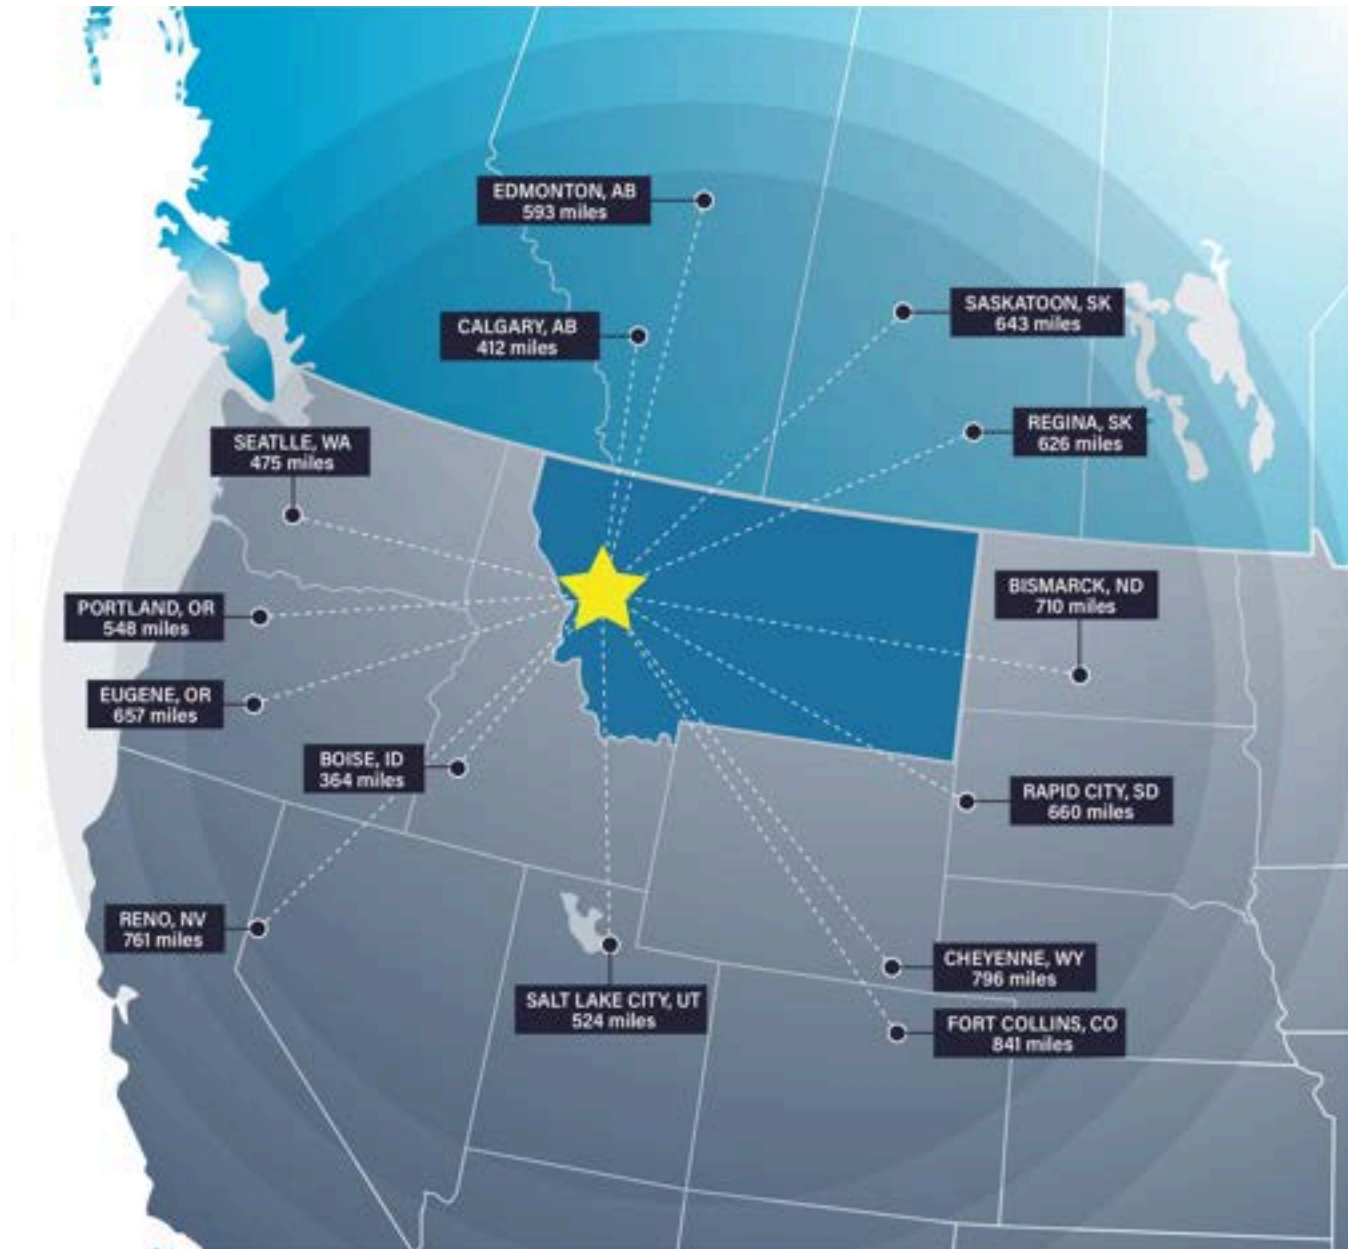 EDMONTON, AB
593 miles
SASKATOON, SK
643 miles
CALGARY, AB
412 miles
REGINA, SK
626 miles
SEATLLE, WA
475 miles
BISMARCK, ND
710 miles
PORTLAND, OR
548 miles
EUGENE, OR
657 miles
BOISE, ID
364 miles
RAPID CITY, SD
660 miles
RENO, NV
761 miles
CHEYENNE, WY
796 miles
SALT LAKE CITY, UT
524 miles
FORT COLLINS, CO
841 miles